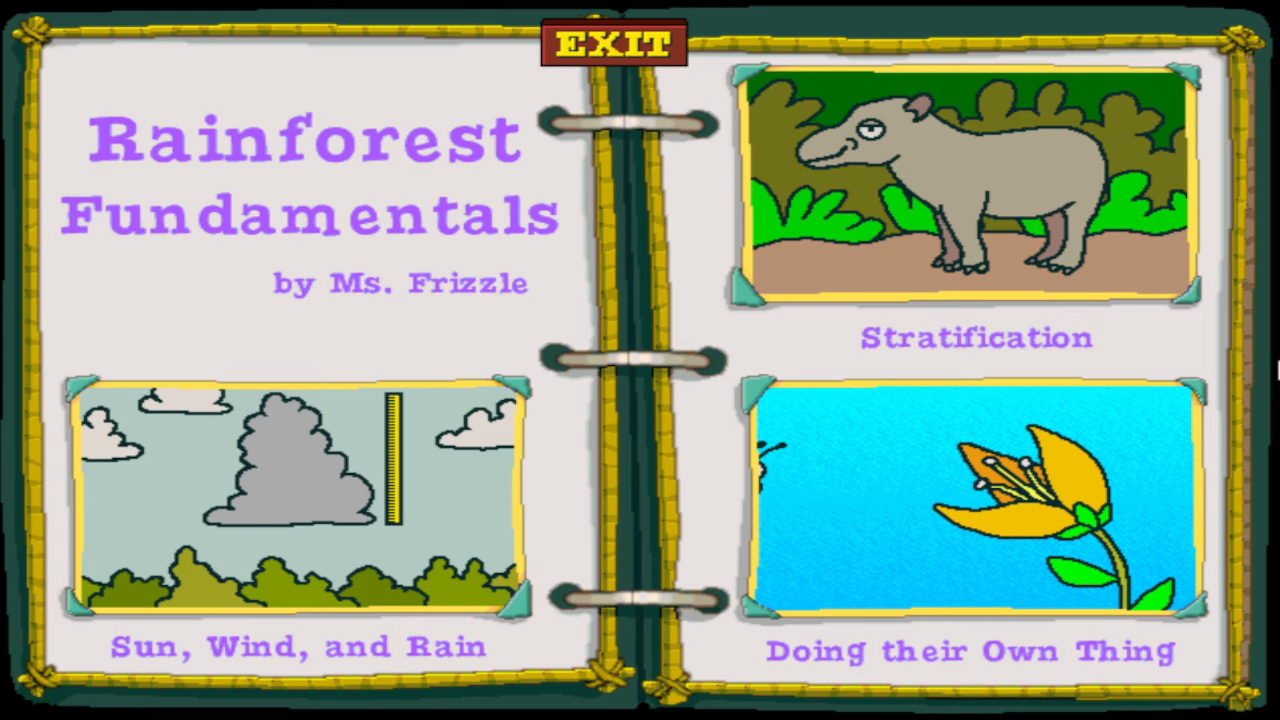 EXIT
Rainforest
Fundamentals
by Ms. Frizzle
Sun, Wind, and Rain
Stratification
Doing their Own Thing